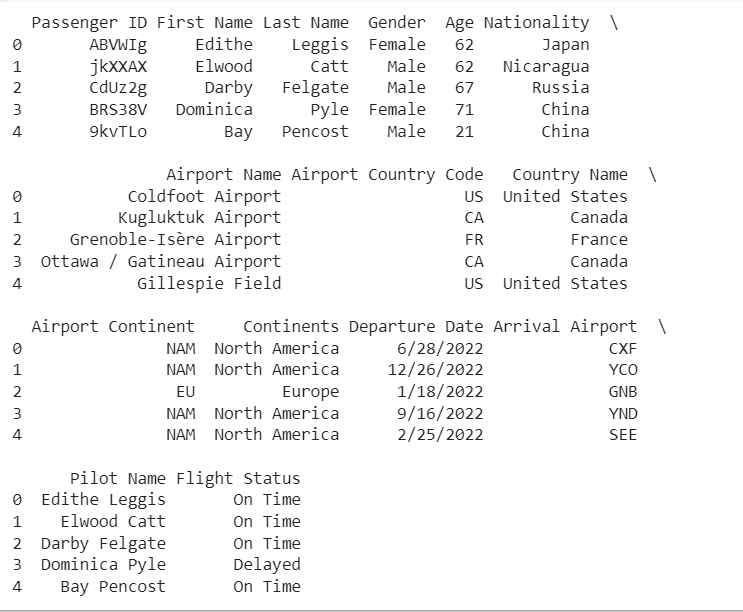 Passenger ID First Name Last Name Gender Age Nationality \
0 ABVWIg Edithe Leggis Female 62 Japan
1 jkXXAX Elwood Catt Male 62 Nicaragua
2 CdUz2g Darby Felgate Male 67 Russia
3 BRS38V Dominica Pyle Female 71 China
4 9kvTLo Bay Pencost Male 21 China
Airport Name Airport Country Code Country Name \
0 Coldfoot Airport US United States
1 Kugluktuk Airport CA Canada
2 Grenoble-Isère Airport FR France
3 Ottawa / Gatineau Airport CA Canada
4 Gillespie Field US United States
Airport Continent Continents Departure Date Arrival Airport \
0 NAM North America 6/28/2022 CXF
1 NAM North America 12/26/2022 YCO
2 EU Europe 1/18/2022 GNB
3 NAM North America 9/16/2022 YND
4 NAM North America 2/25/2022 SEE
Pilot Name Flight Status
0 Edithe Leggis On Time
1 Elwood Catt On Time
2 Darby Felgate On Time
3 Dominica Pyle Delayed
4 Bay Pencost On Time